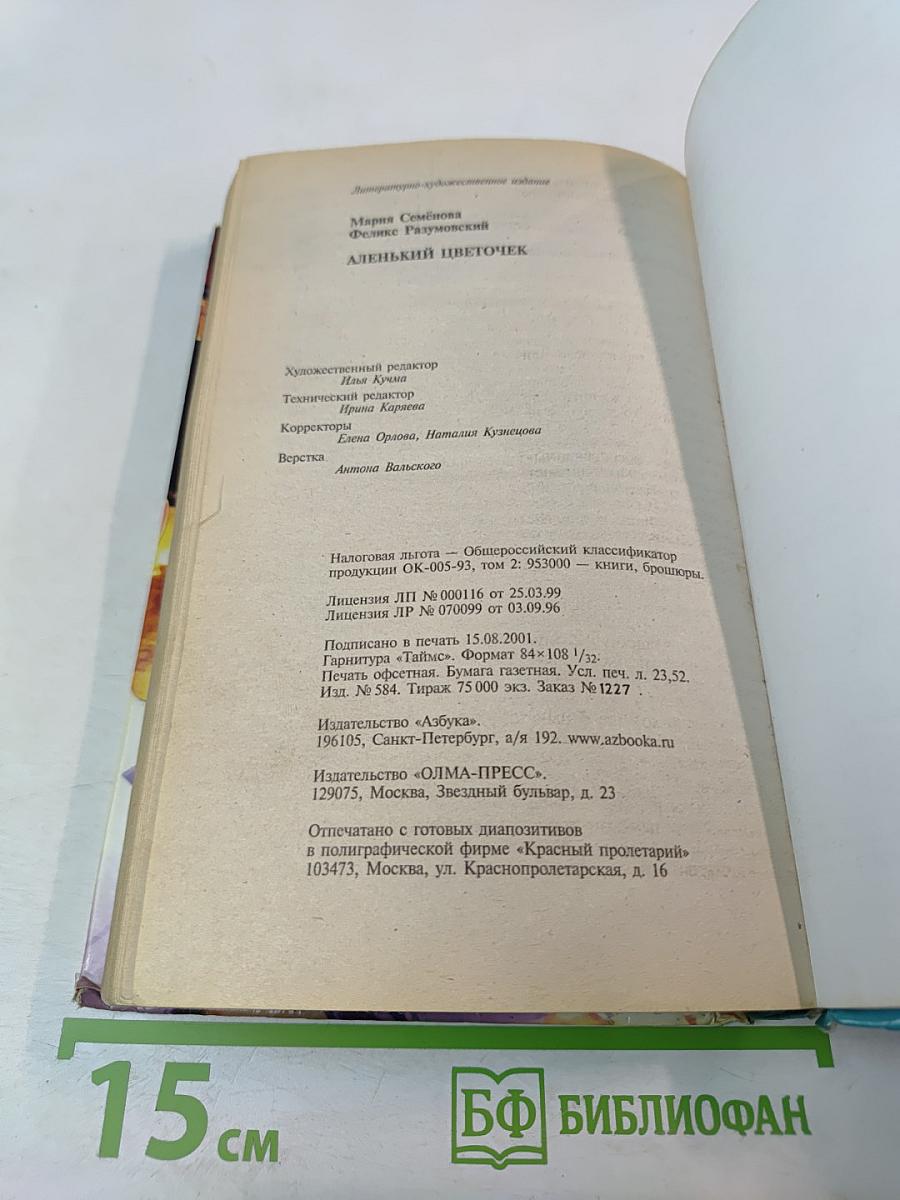 Литературно-художественное издание
Мария Семёнова
Феликс Разумовский
АЛЕНЬКИЙ ЦВЕТОЧЕК
Художественный редактор
Илья Кучма
Технический редактор
Ирина Каряева
Корректоры
Елена Орлова, Наталия Кузнецова
Верстка
Антона Вальского
Налоговая льгота — Общероссийский классификатор
продукции ОК-005-93, том 2: 953000 — книги, брошюры.
Лицензия ЛП № 000116 от 25.03.99
Лицензия ЛР № 070099 от 03.09.96
Подписано в печать 15.08.2001.
Гарнитура «Таймс». Формат 84×108 1/32.
Печать офсетная. Бумага газетная. Усл. печ. л. 23,52.
Изд. № 584. Тираж 75 000 экз. Заказ № 1227 .
Издательство «Азбука».
196105, Санкт-Петербург, а/я 192. www.azbooka.ru
Издательство «ОЛМА-ПРЕСС».
129075, Москва, Звездный бульвар, д. 23
Отпечатано с готовых диапозитивов
в полиграфической фирме «Красный пролетарий»
103473, Москва, ул. Краснопролетарская, д. 16
15 см
БФ БИБЛИОФАН